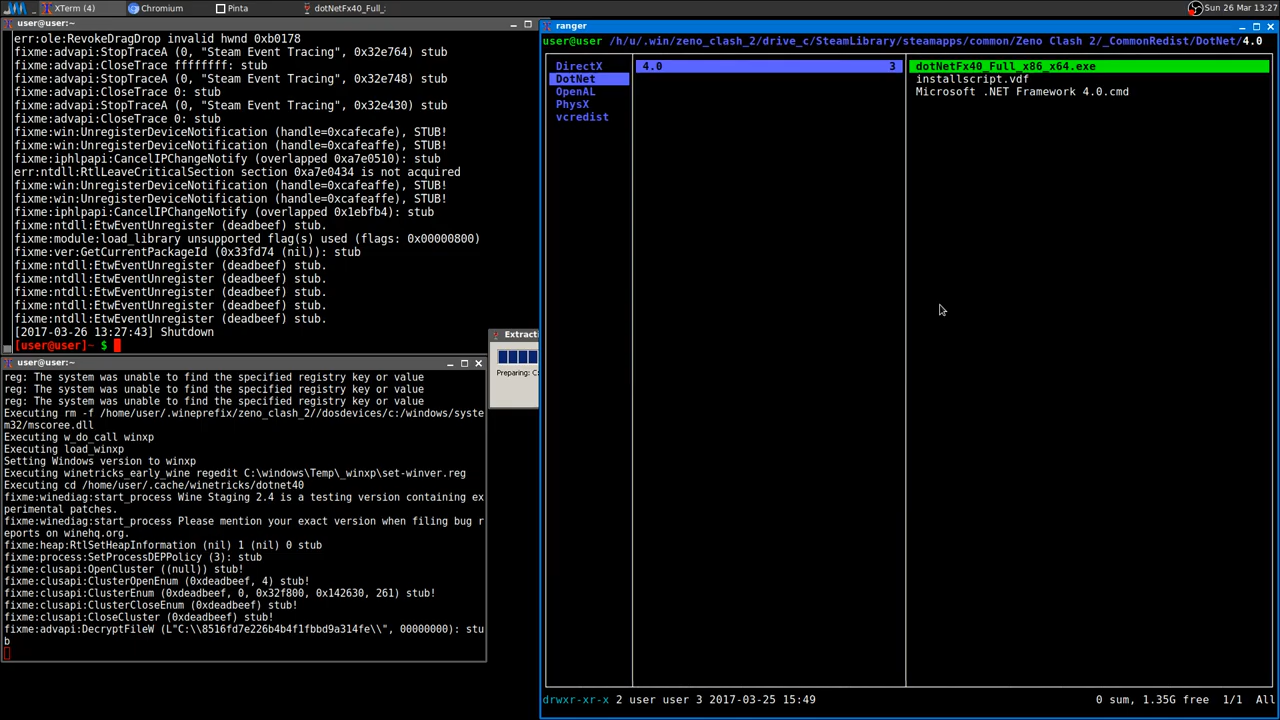 XTerm (4)
Chromium
Pinta
dotNetFx40_Full_:
Sun 26 Mar 13:27
user@user:~
err:ole:RevokeDragDrop invalid hwnd 0xb0178
fixme:advapi:StopTraceA (0, "Steam Event Tracing", 0x32e764) stub
fixme:advapi:CloseTrace ffffffff: stub
fixme:advapi:StopTraceA (0, "Steam Event Tracing", 0x32e748) stub
fixme:advapi:CloseTrace 0: stub
fixme:advapi:StopTraceA (0, "Steam Event Tracing", 0x32e430) stub
fixme:advapi:CloseTrace 0: stub
fixme:win:UnregisterDeviceNotification (handle=0xcafecafe), STUB!
fixme:win:UnregisterDeviceNotification (handle=0xcafeaffe), STUB!
fixme:iphlpapi:CancelIPChangeNotify (overlapped 0xa7e0510): stub
err:ntdll:RtlLeaveCriticalSection section 0xa7e0434 is not acquired
fixme:win:UnregisterDeviceNotification (handle=0xcafeaffe), STUB!
fixme:win:UnregisterDeviceNotification (handle=0xcafeaffe), STUB!
fixme:iphlpapi:CancelIPChangeNotify (overlapped 0x1ebfb4): stub
fixme:ntdll:EtwEventUnregister (deadbeef) stub.
fixme:module:load_library unsupported flag(s) used (flags: 0x00000800)
fixme:ver:GetCurrentPackageId (0x33fd74 (nil)): stub
fixme:ntdll:EtwEventUnregister (deadbeef) stub.
fixme:ntdll:EtwEventUnregister (deadbeef) stub.
fixme:ntdll:EtwEventUnregister (deadbeef) stub.
fixme:ntdll:EtwEventUnregister (deadbeef) stub.
fixme:ntdll:EtwEventUnregister (deadbeef) stub.
[2017-03-26 13:27:43] Shutdown
[user@user]~ $
Extracti
Preparing: C:
user@user:~
reg: The system was unable to find the specified registry key or value
reg: The system was unable to find the specified registry key or value
reg: The system was unable to find the specified registry key or value
Executing rm -f /home/user/.wineprefix/zeno_clash_2//dosdevices/c:/windows/syste
m32/mscoree.dll
Executing w_do_call winxp
Executing load_winxp
Setting Windows version to winxp
Executing winetricks_early_wine regedit C:\windows\Temp\_winxp\set-winver.reg
Executing cd /home/user/.cache/winetricks/dotnet40
fixme:winediag:start_process Wine Staging 2.4 is a testing version containing ex
perimental patches.
fixme:winediag:start_process Please mention your exact version when filing bug r
eports on winehq.org.
fixme:heap:RtlSetHeapInformation (nil) 1 (nil) 0 stub
fixme:process:SetProcessDEPPolicy (3): stub
fixme:clusapi:OpenCluster ((null)) stub!
fixme:clusapi:ClusterOpenEnum (0xdeadbeef, 4) stub!
fixme:clusapi:ClusterEnum (0xdeadbeef, 0, 0x32f800, 0x142630, 261) stub!
fixme:clusapi:ClusterCloseEnum (0xdeadbeef) stub!
fixme:clusapi:CloseCluster (0xdeadbeef) stub!
fixme:advapi:DecryptFileW (L"C:\\8516fd7e226b4b4f1fbbd9a314fe\\", 00000000): stu
b
ranger
user@user /h/u/.win/zeno_clash_2/drive_c/SteamLibrary/steamapps/common/Zeno Clash 2/_CommonRedist/DotNet/4.0
DirectX
DotNet
OpenAL
PhysX
vcredist
4.0 3
dotNetFx40_Full_x86_x64.exe
installscript.vdf
Microsoft .NET Framework 4.0.cmd
drwxr-xr-x 2 user user 3 2017-03-25 15:49
0 sum, 1.35G free 1/1 All